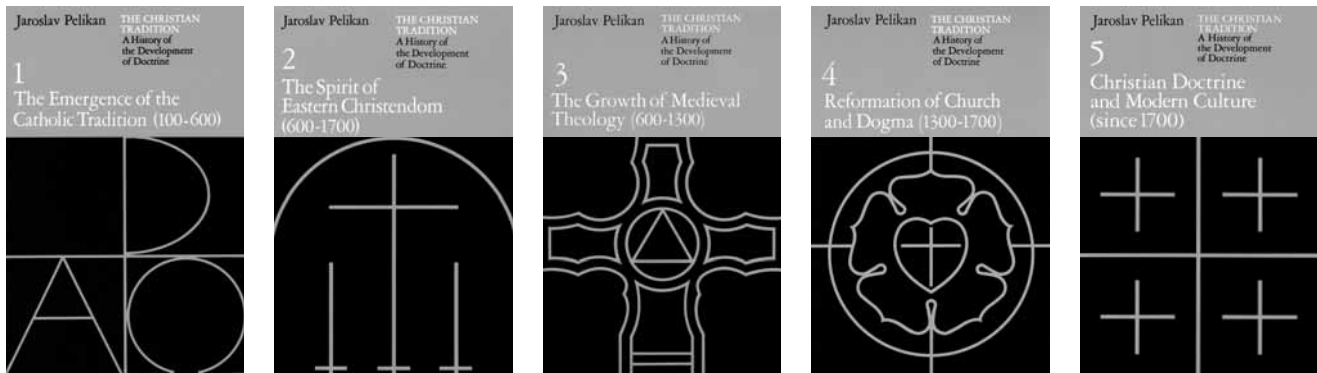 Jaroslav Pelikan
THE CHRISTIAN
TRADITION
A History of
the Development
of Doctrine
1
The Emergence of the
Catholic Tradition (100-600)
Jaroslav Pelikan
THE CHRISTIAN
TRADITION
A History of
the Development
of Doctrine
2
The Spirit of
Eastern Christendom
(600-1700)
Jaroslav Pelikan
THE CHRISTIAN
TRADITION
A History of
the Development
of Doctrine
3
The Growth of Medieval
Theology (600-1300)
Jaroslav Pelikan
THE CHRISTIAN
TRADITION
A History of
the Development
of Doctrine
4
Reformation of Church
and Dogma (1300-1700)
Jaroslav Pelikan
THE CHRISTIAN
TRADITION
A History of
the Development
of Doctrine
5
Christian Doctrine
and Modern Culture
(since 1700)